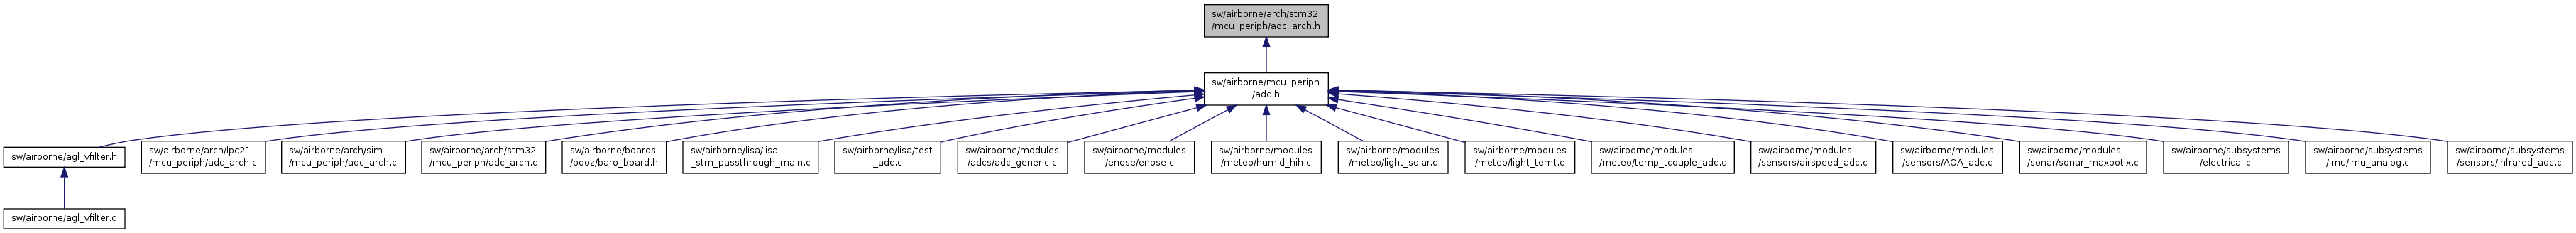 sw/airborne/arch/stm32
/mcu_periph/adc_arch.h
sw/airborne/mcu_periph
/adc.h
sw/airborne/agl_vfilter.h
sw/airborne/arch/lpc21
/mcu_periph/adc_arch.c
sw/airborne/arch/sim
/mcu_periph/adc_arch.c
sw/airborne/arch/stm32
/mcu_periph/adc_arch.c
sw/airborne/boards
/booz/baro_board.h
sw/airborne/lisa/lisa
_stm_passthrough_main.c
sw/airborne/lisa/test
_adc.c
sw/airborne/modules
/adcs/adc_generic.c
sw/airborne/modules
/enose/enose.c
sw/airborne/modules
/meteo/humid_hih.c
sw/airborne/modules
/meteo/light_solar.c
sw/airborne/modules
/meteo/light_temt.c
sw/airborne/modules
/meteo/temp_tcouple_adc.c
sw/airborne/modules
/sensors/airspeed_adc.c
sw/airborne/modules
/sensors/AOA_adc.c
sw/airborne/modules
/sonar/sonar_maxbotix.c
sw/airborne/subsystems
/electrical.c
sw/airborne/subsystems
/imu/imu_analog.c
sw/airborne/subsystems
/sensors/infrared_adc.c
sw/airborne/agl_vfilter.c